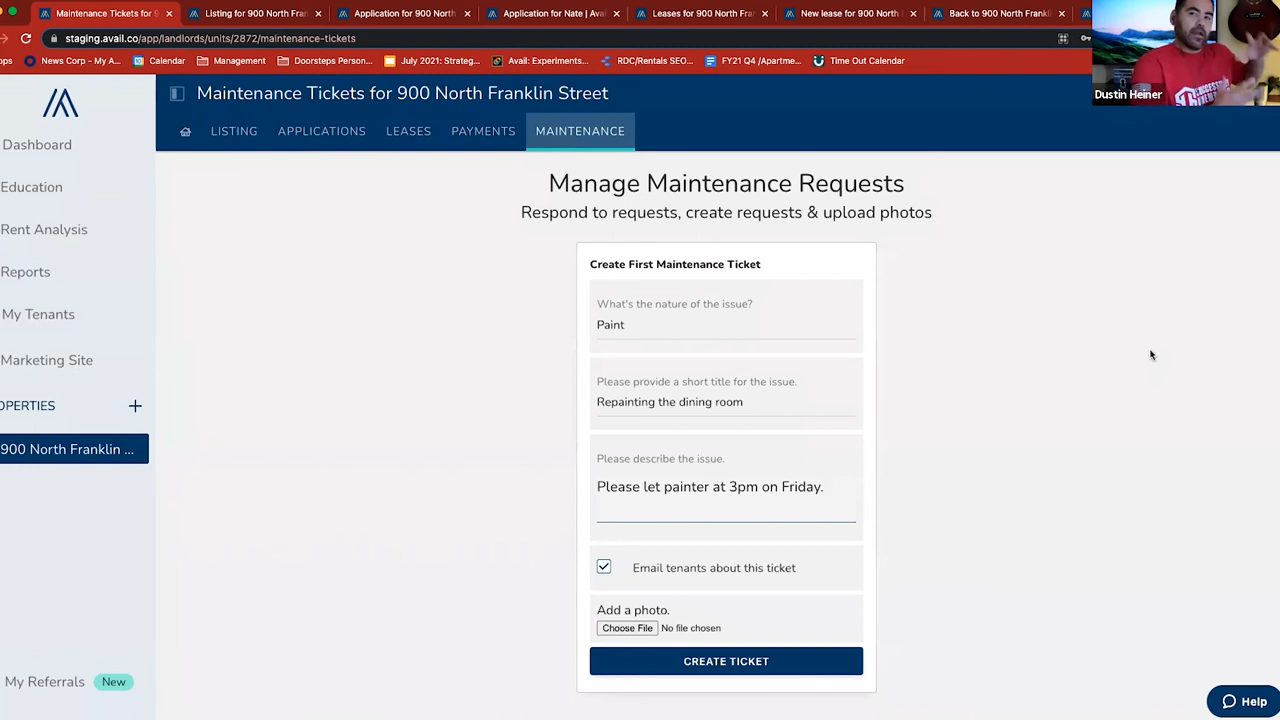 Maintenance Tickets for 900 N
Listing for 900 North Fran
Application for 900 North
Application for Nate | Avai
Leases for 900 North Frank
New lease for 900 North
Back to 900 North Frankl
staging.avail.co/app/landlords/units/2872/maintenance-tickets
ops
News Corp - My A...
Calendar
Management
Doorsteps Person...
July 2021: Strateg...
Avail: Experiments...
RDC/Rentals SEO...
FY21 Q4 /Apartme...
Time Out Calendar
Dustin Heiner
Maintenance Tickets for 900 North Franklin Street
LISTING
APPLICATIONS
LEASES
PAYMENTS
MAINTENANCE
Dashboard
Education
Rent Analysis
Reports
My Tenants
Marketing Site
OPERTIES
900 North Franklin ...
My Referrals New
Manage Maintenance Requests
Respond to requests, create requests & upload photos
Create First Maintenance Ticket
What's the nature of the issue?
Paint
Please provide a short title for the issue.
Repainting the dining room
Please describe the issue.
Please let painter at 3pm on Friday.
Email tenants about this ticket
Add a photo.
Choose File No file chosen
CREATE TICKET
Help